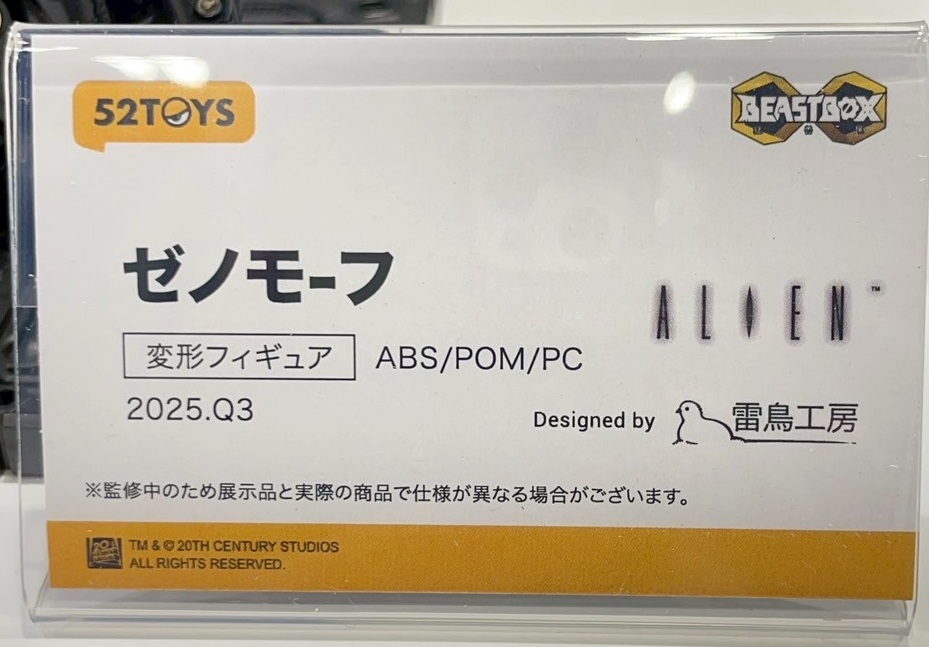 52TOYS
BEASTBOX
ゼノモーフ
ALIEN™
変形フィギュア ABS/POM/PC
2025.Q3
Designed by 雷鳥工房
※監修中のため展示品と実際の商品で仕様が異なる場合がございます。
TM & © 20TH CENTURY STUDIOS
ALL RIGHTS RESERVED.